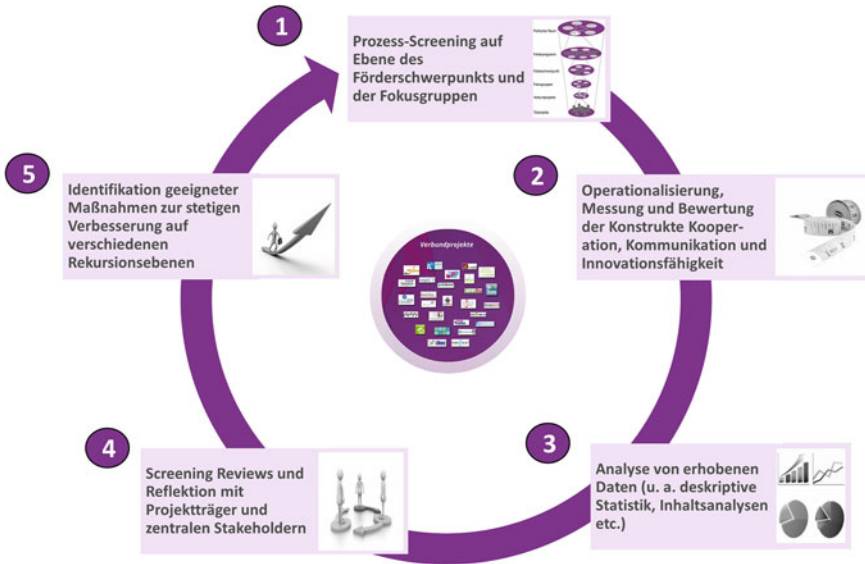 1
Prozess-Screening auf
Ebene des
Förderschwerpunkts und
der Fokusgruppen
2
Operationalisierung,
Messung und Bewertung
der Konstrukte Kooper-
ation, Kommunikation und
Innovationsfähigkeit
3
Analyse von erhobenen
Daten (u. a. deskriptive
Statistik, Inhaltsanalysen
etc.)
4
Screening Reviews und
Reflektion mit
Projektträger und
zentralen Stakeholdern
5
Identifikation geeigneter
Maßnahmen zur stetigen
Verbesserung auf
verschiedenen
Rekursionsebenen
Verbundprojekte